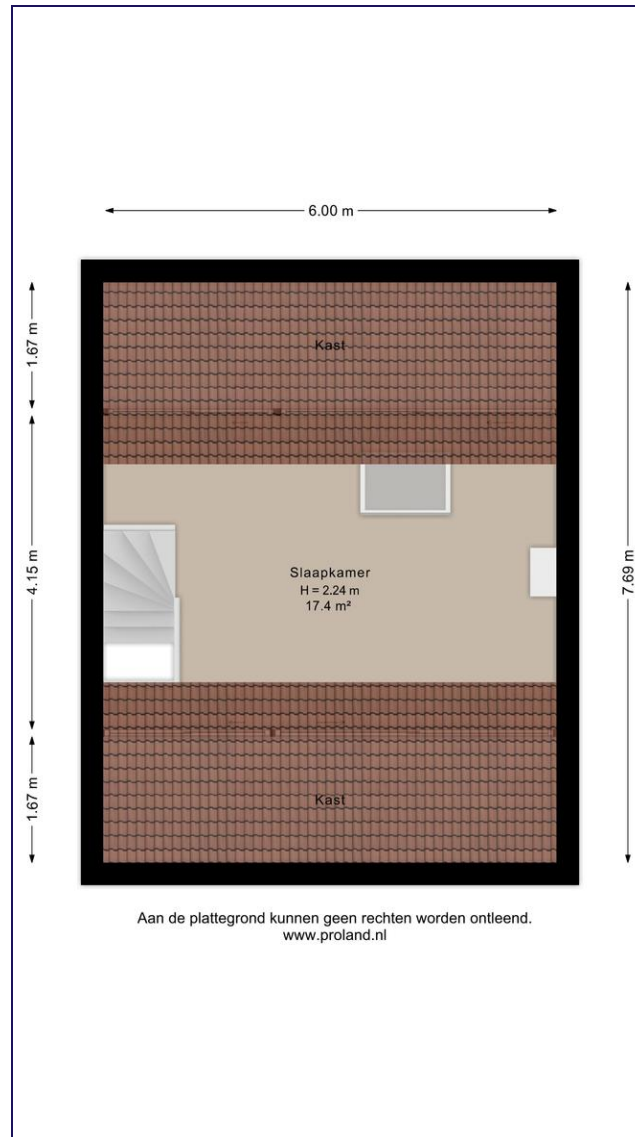 6.00 m
1.67 m
Kast
4.15 m
7.69 m
Slaapkamer
H = 2.24 m
17.4 m²
1.67 m
Kast
Aan de plattegrond kunnen geen rechten worden ontleend.
www.proland.nl